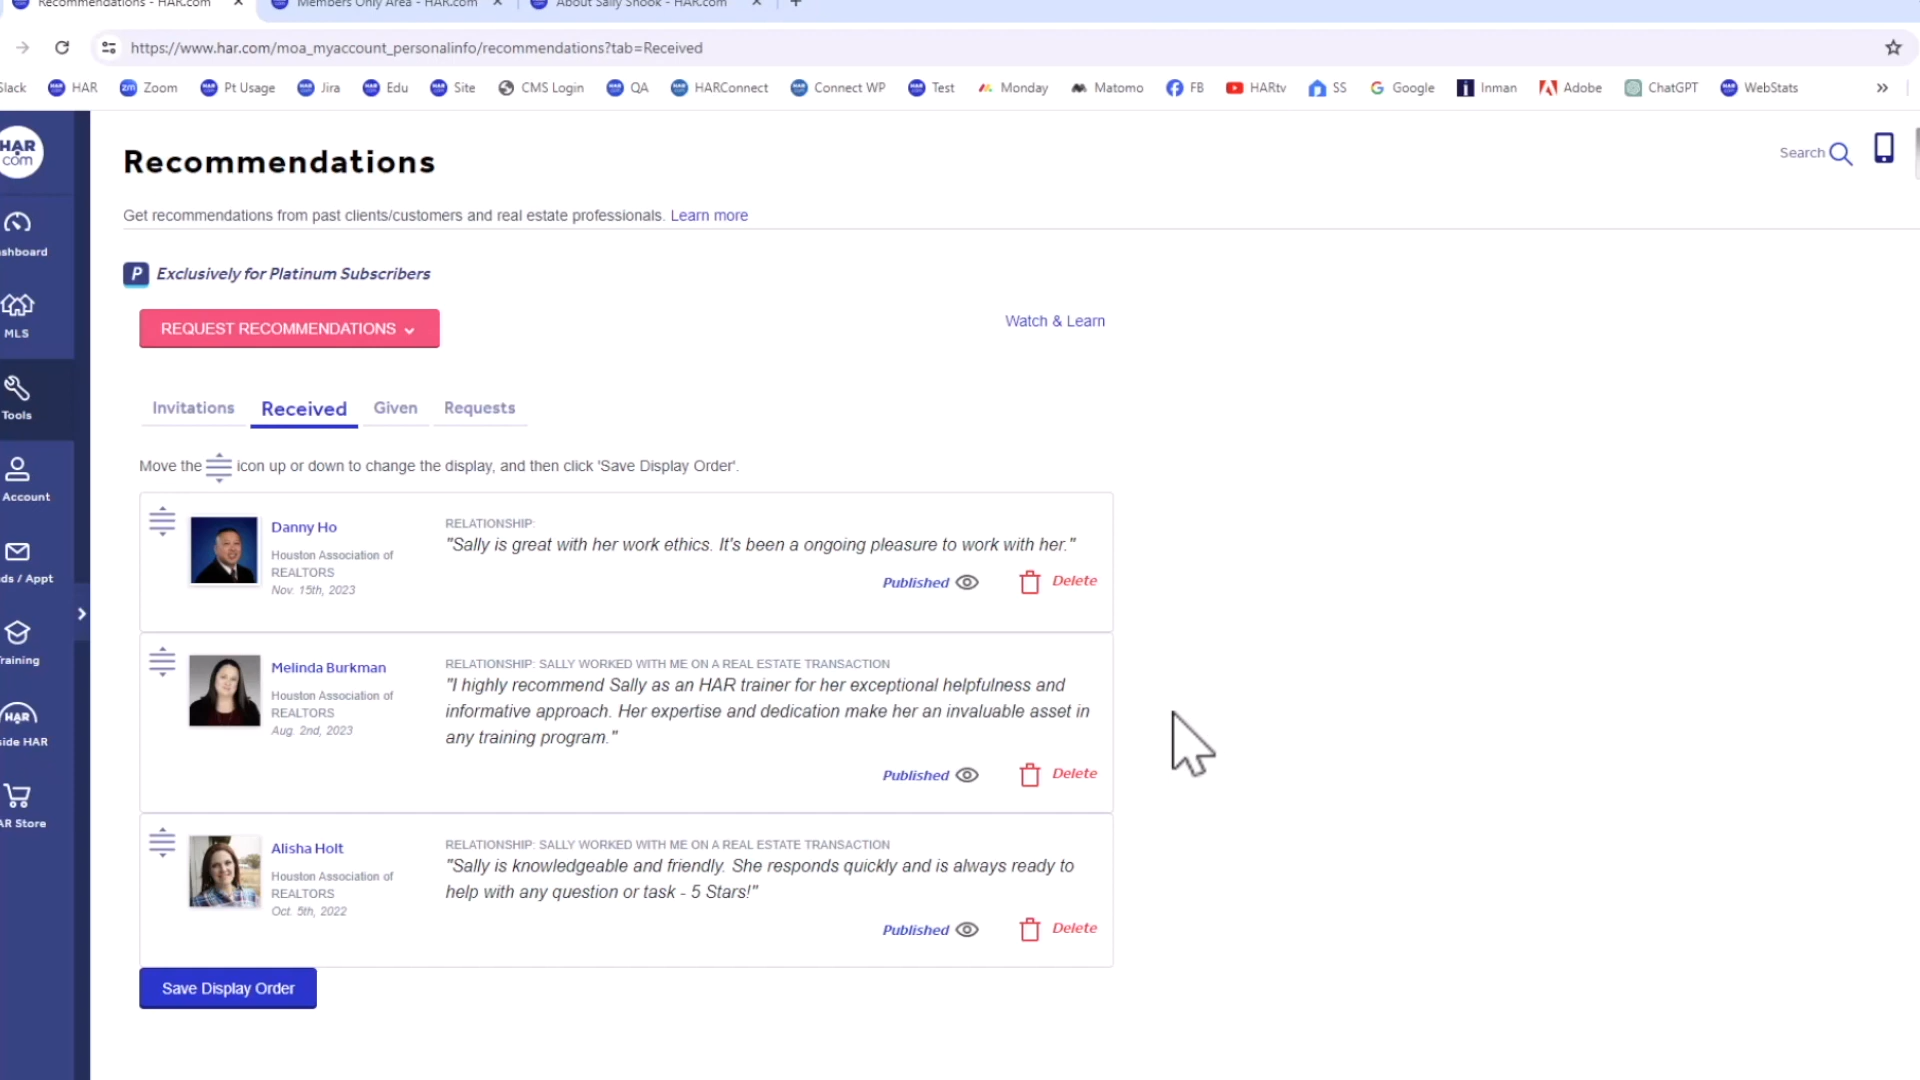 Recommendations - HAR.com
Members Only Area - HAR.com
About Sally Shook - HAR.com
https://www.har.com/moa_myaccount_personalinfo/recommendations?tab=Received
Slack HAR Zoom Pt Usage Jira Edu Site CMS Login QA HARConnect Connect WP Test Monday Matomo FB HARtv SS Google Inman Adobe ChatGPT WebStats
HAR
com
MLS
Tools
Account
HAR
Recommendations
Search
Get recommendations from past clients/customers and real estate professionals. Learn more
P Exclusively for Platinum Subscribers
REQUEST RECOMMENDATIONS
Watch & Learn
Invitations Received Given Requests
Move the icon up or down to change the display, and then click 'Save Display Order'.
Danny Ho
Houston Association of
REALTORS
Nov. 15th, 2023
RELATIONSHIP:
"Sally is great with her work ethics. It's been a ongoing pleasure to work with her."
Published Delete
Melinda Burkman
Houston Association of
REALTORS
Aug. 2nd, 2023
RELATIONSHIP: SALLY WORKED WITH ME ON A REAL ESTATE TRANSACTION
"I highly recommend Sally as an HAR trainer for her exceptional helpfulness and
informative approach. Her expertise and dedication make her an invaluable asset in
any training program."
Published Delete
Alisha Holt
Houston Association of
REALTORS
Oct. 5th, 2022
RELATIONSHIP: SALLY WORKED WITH ME ON A REAL ESTATE TRANSACTION
"Sally is knowledgeable and friendly. She responds quickly and is always ready to
help with any question or task - 5 Stars!"
Published Delete
Save Display Order